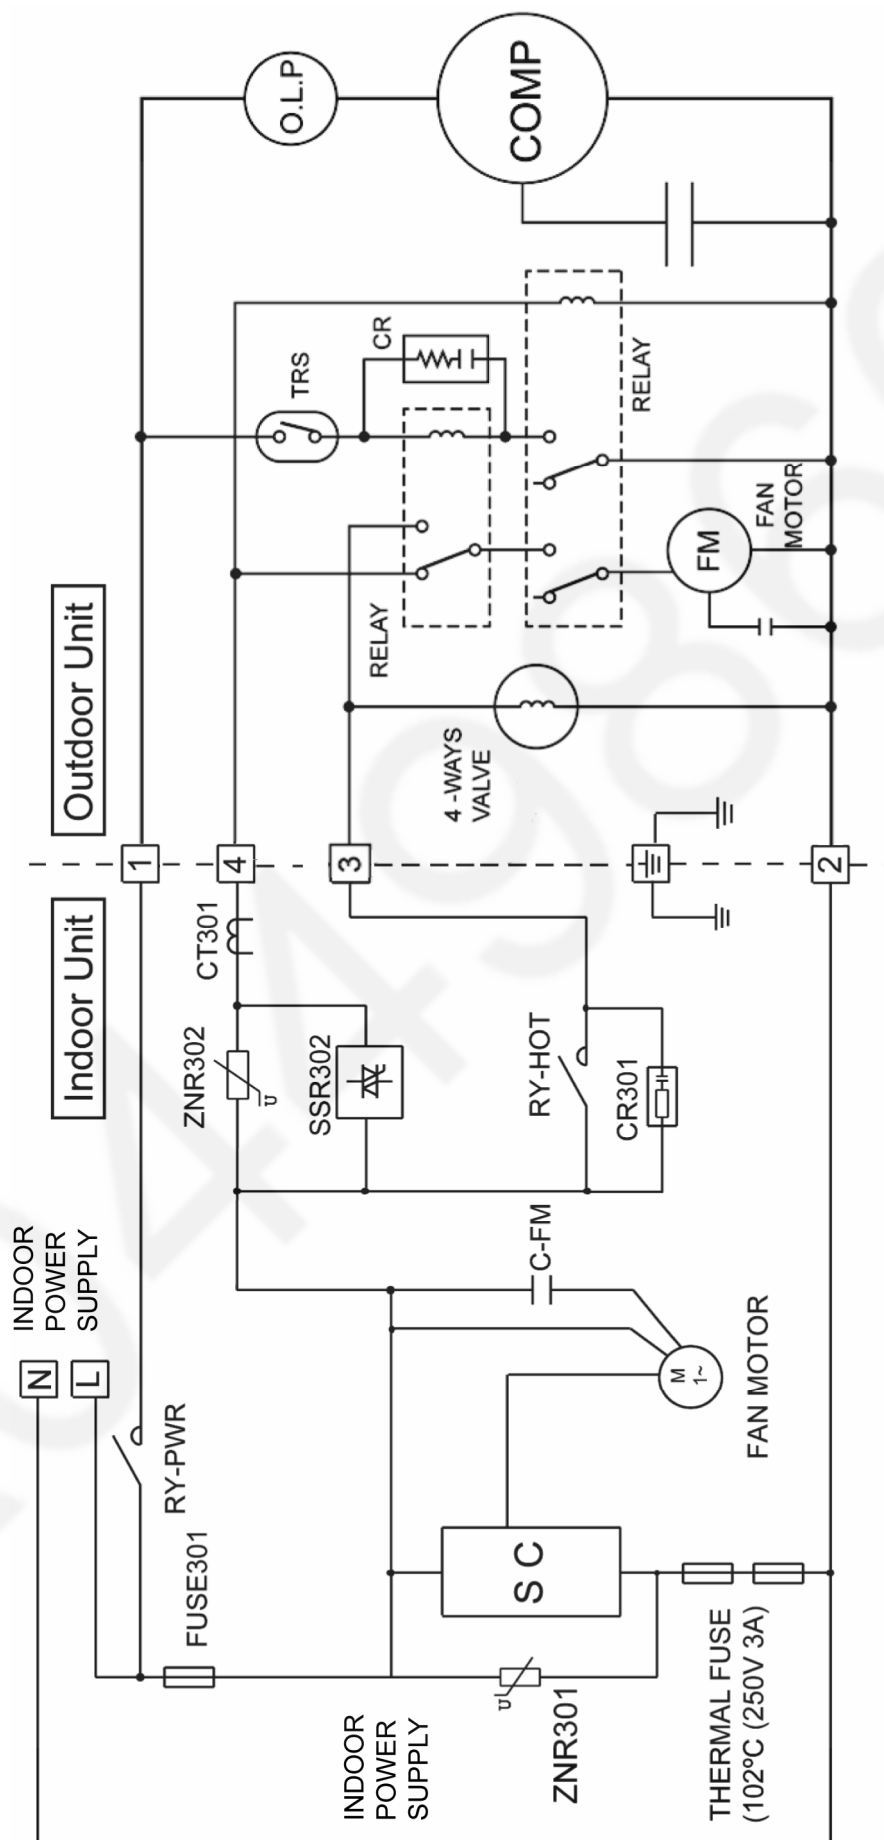 O.L.P
COMP
CR
TRS
RELAY
FAN
MOTOR
FM
RELAY
Outdoor Unit
4 -WAYS
VALVE
1
4
3
2
Indoor Unit
CT301
ZNR302
U
SSR302
RY-HOT
CR301
INDOOR
POWER
SUPPLY
C-FM
N
L
M
1~
FAN MOTOR
RY-PWR
FUSE301
S C
INDOOR
POWER
SUPPLY
U
ZNR301
THERMAL FUSE
(102ºC (250V 3A)